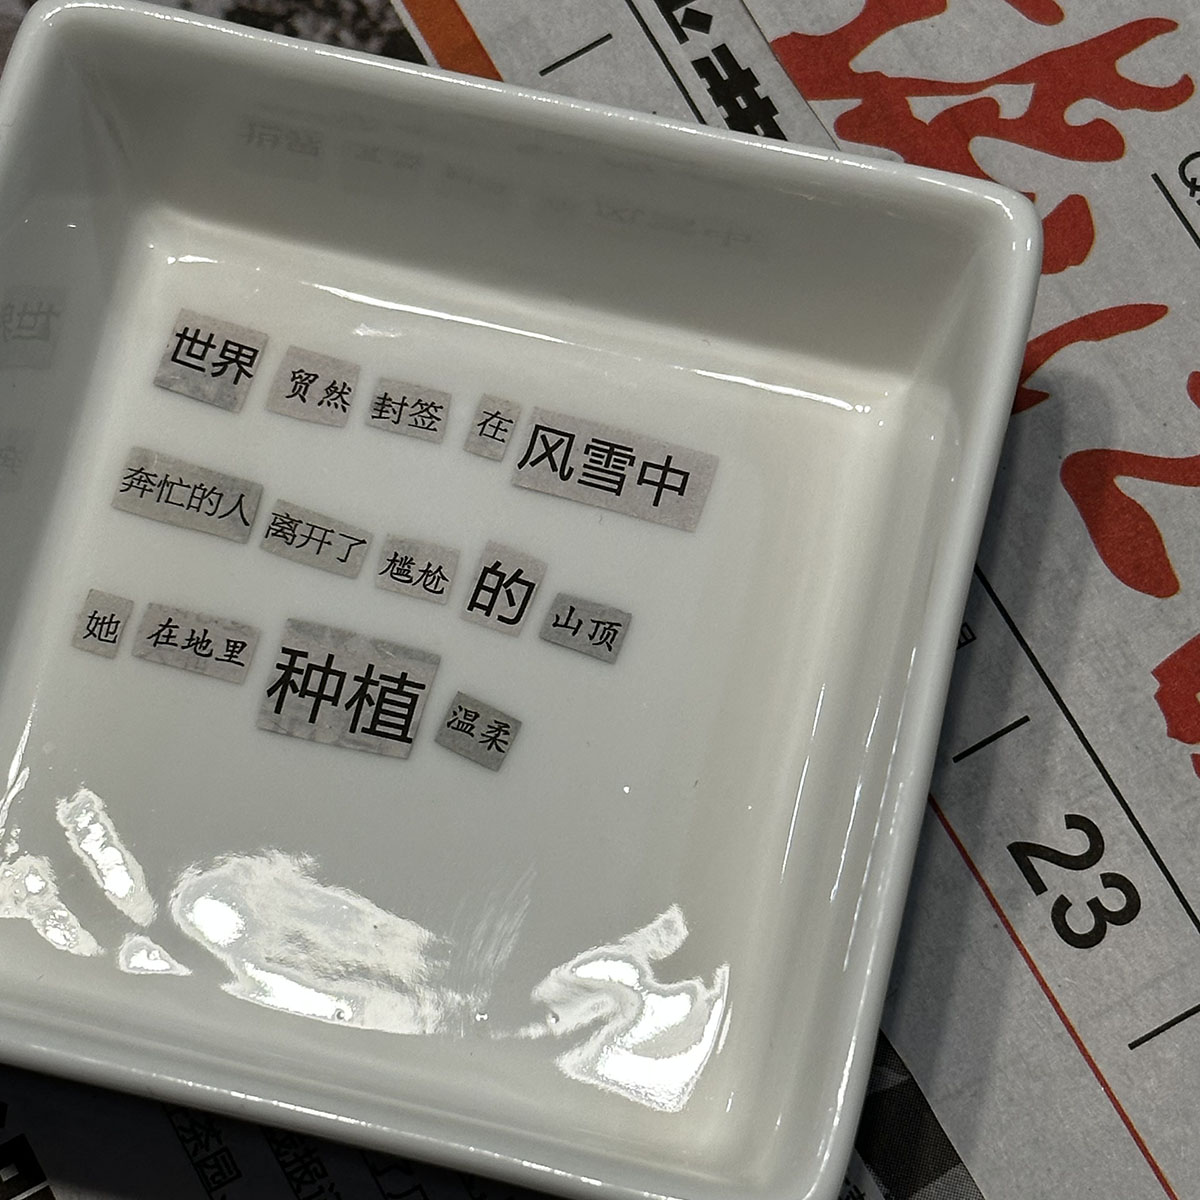 世界贸然封签在风雪中
奔忙的人离开了尴尬的山顶
她在地里种植温柔
23